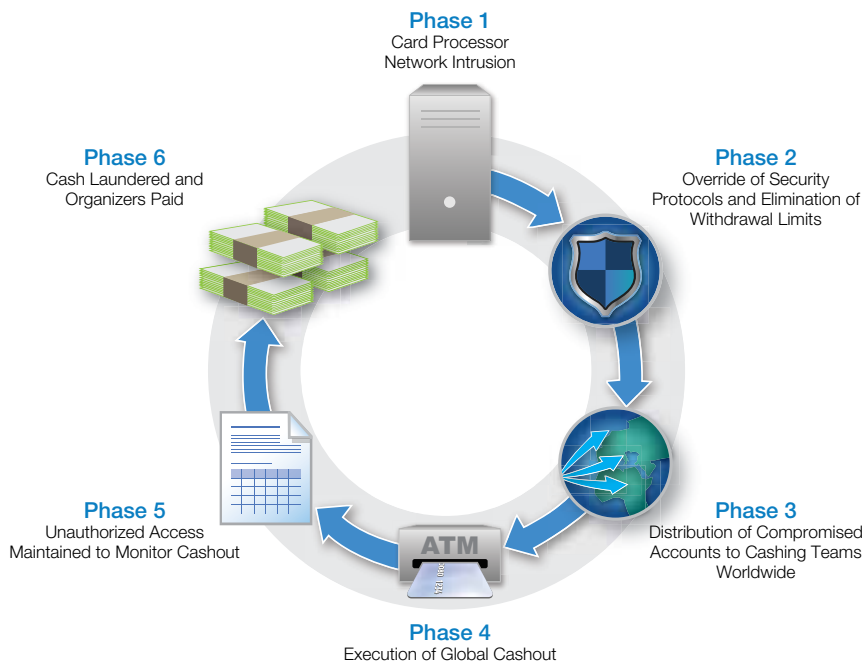 Phase 1
Card Processor
Network Intrusion
Phase 2
Override of Security
Protocols and Elimination of
Withdrawal Limits
Phase 3
Distribution of Compromised
Accounts to Cashing Teams
Worldwide
ATM
Phase 4
Execution of Global Cashout
Phase 5
Unauthorized Access
Maintained to Monitor Cashout
Phase 6
Cash Laundered and
Organizers Paid